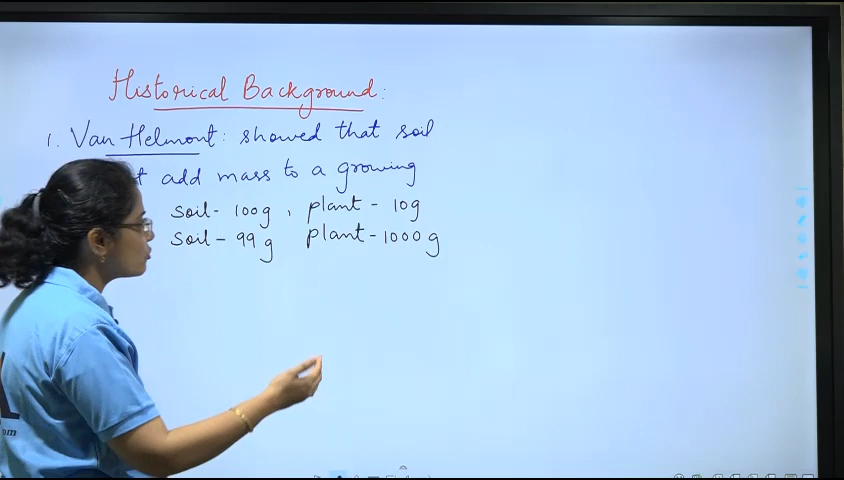 Historical Background:
1. Van Helmont: showed that soil
add mass to a growing
soil - 100g, plant - 10g
soil - 99 g plant - 1000 g
om